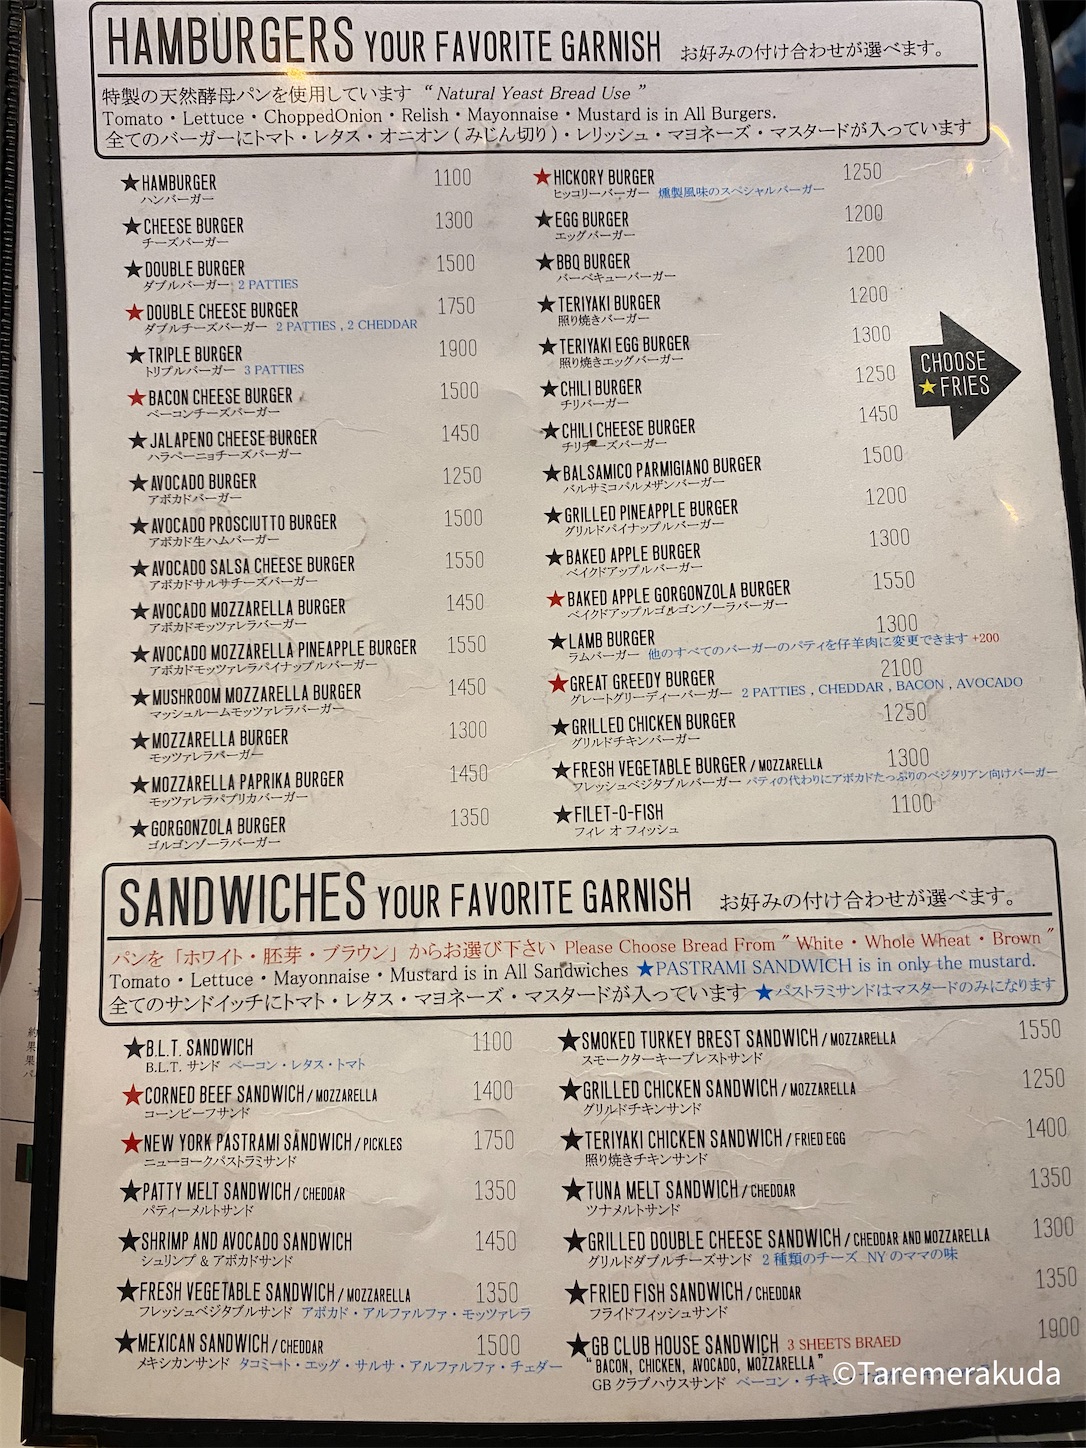 HAMBURGERS YOUR FAVORITE GARNISH お好みの付け合わせが選べます。
特製の天然酵母パンを使用しています “ Natural Yeast Bread Use ”
Tomato・Lettuce・ChoppedOnion・Relish・Mayonnaise・Mustard is in All Burgers.
全てのバーガーにトマト・レタス・オニオン ( みじん切り )・レリッシュ・マヨネーズ・マスタードが入っています
★HAMBURGER 1100
ハンバーガー
★CHEESE BURGER 1300
チーズバーガー
★DOUBLE BURGER 1500
ダブルバーガー 2 PATTIES
★DOUBLE CHEESE BURGER 1750
ダブルチーズバーガー 2 PATTIES , 2 CHEDDAR
★TRIPLE BURGER 1900
トリプルバーガー 3 PATTIES
★BACON CHEESE BURGER 1500
ベーコンチーズバーガー
★JALAPENO CHEESE BURGER 1450
ハラペーニョチーズバーガー
★AVOCADO BURGER 1250
アボカドバーガー
★AVOCADO PROSCIUTTO BURGER 1500
アボカド生ハムバーガー
★AVOCADO SALSA CHEESE BURGER 1550
アボカドサルサチーズバーガー
★AVOCADO MOZZARELLA BURGER 1450
アボカドモッツァレラバーガー
★AVOCADO MOZZARELLA PINEAPPLE BURGER 1550
アボカドモッツァレラパイナップルバーガー
★MUSHROOM MOZZARELLA BURGER 1450
マッシュルームモッツァレラバーガー
★MOZZARELLA BURGER 1300
モッツァレラバーガー
★MOZZARELLA PAPRIKA BURGER 1450
モッツァレラパプリカバーガー
★GORGONZOLA BURGER 1350
ゴルゴンゾーラバーガー
★HICKORY BURGER 1250
ヒッコリーバーガー 燻製風味のスペシャルバーガー
★EGG BURGER 1200
エッグバーガー
★BBQ BURGER 1200
バーベキューバーガー
★TERIYAKI BURGER 1200
照り焼きバーガー
★TERIYAKI EGG BURGER 1300
照り焼きエッグバーガー
★CHILI BURGER 1250
チリバーガー
★CHILI CHEESE BURGER 1450
チリチーズバーガー
★BALSAMICO PARMIGIANO BURGER 1500
バルサミコパルメザンバーガー
★GRILLED PINEAPPLE BURGER 1200
グリルドパイナップルバーガー
★BAKED APPLE BURGER 1300
ベイクドアップルバーガー
★BAKED APPLE GORGONZOLA BURGER 1550
ベイクドアップルゴルゴンゾーラバーガー
★LAMB BURGER 1300
ラムバーガー 他のすべてのバーガーのパティを仔羊肉に変更できます +200
★GREAT GREEDY BURGER 2100
グレートグリーディーバーガー 2 PATTIES , CHEDDAR , BACON , AVOCADO
★GRILLED CHICKEN BURGER 1250
グリルドチキンバーガー
★FRESH VEGETABLE BURGER / MOZZARELLA 1300
フレッシュベジタブルバーガー パティの代わりにアボカドたっぷりのベジタリアン向けバーガー
★FILET-O-FISH 1100
フィレ オ フィッシュ
CHOOSE
★FRIES
SANDWICHES YOUR FAVORITE GARNISH お好みの付け合わせが選べます。
パンを「ホワイト・胚芽・ブラウン」からお選び下さい Please Choose Bread From " White・Whole Wheat・Brown "
Tomato・Lettuce・Mayonnaise・Mustard is in All Sandwiches ★PASTRAMI SANDWICH is in only the mustard.
全てのサンドイッチにトマト・レタス・マヨネーズ・マスタードが入っています ★パストラミサンドはマスタードのみになります
★B.L.T. SANDWICH 1100
B.L.T. サンド ベーコン・レタス・トマト
★CORNED BEEF SANDWICH / MOZZARELLA 1400
コーンビーフサンド
★NEW YORK PASTRAMI SANDWICH / PICKLES 1750
ニューヨークパストラミサンド
★PATTY MELT SANDWICH / CHEDDAR 1350
パティーメルトサンド
★SHRIMP AND AVOCADO SANDWICH 1450
シュリンプ & アボカドサンド
★FRESH VEGETABLE SANDWICH / MOZZARELLA 1350
フレッシュベジタブルサンド アボカド・アルファルファ・モッツァレラ
★MEXICAN SANDWICH / CHEDDAR 1500
メキシカンサンド タコミート・エッグ・サルサ・アルファルファ・チェダー
★SMOKED TURKEY BREST SANDWICH / MOZZARELLA 1550
スモークターキーブレストサンド
★GRILLED CHICKEN SANDWICH / MOZZARELLA 1250
グリルドチキンサンド
★TERIYAKI CHICKEN SANDWICH / FRIED EGG 1400
照り焼きチキンサンド
★TUNA MELT SANDWICH / CHEDDAR 1350
ツナメルトサンド
★GRILLED DOUBLE CHEESE SANDWICH / CHEDDAR AND MOZZARELLA 1300
グリルドダブルチーズサンド 2 種類のチーズ NY のママの味
★FRIED FISH SANDWICH / CHEDDAR 1350
フライドフィッシュサンド
★GB CLUB HOUSE SANDWICH 3 SHEETS BRAED 1900
" BACON, CHICKEN, AVOCADO, MOZZARELLA "
GB クラブハウスサンド ベーコン・チキ
©Taremerakuda